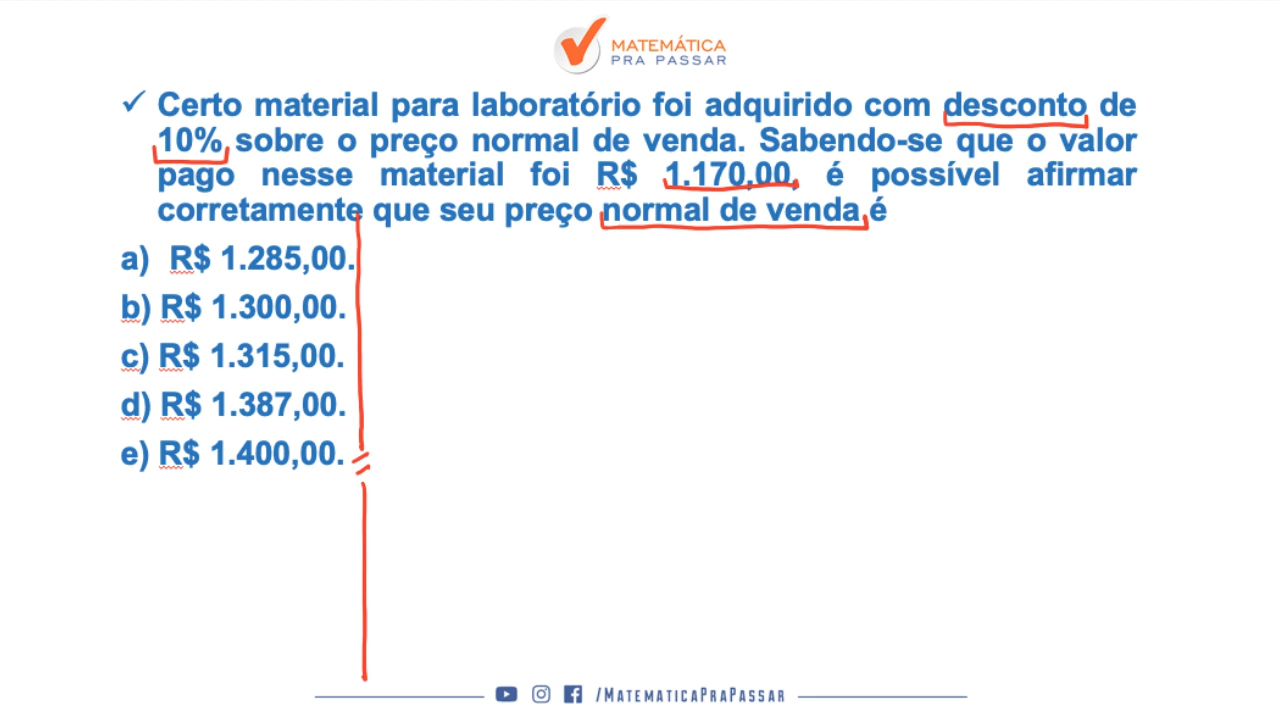 MATEMÁTICA
PRA PASSAR
✓ Certo material para laboratório foi adquirido com desconto de
10% sobre o preço normal de venda. Sabendo-se que o valor
pago nesse material foi R$ 1.170,00, é possível afirmar
corretamente que seu preço normal de venda é
a) R$ 1.285,00.
b) R$ 1.300,00.
c) R$ 1.315,00.
d) R$ 1.387,00.
e) R$ 1.400,00.
/MATEMATICAPRAPASSAR